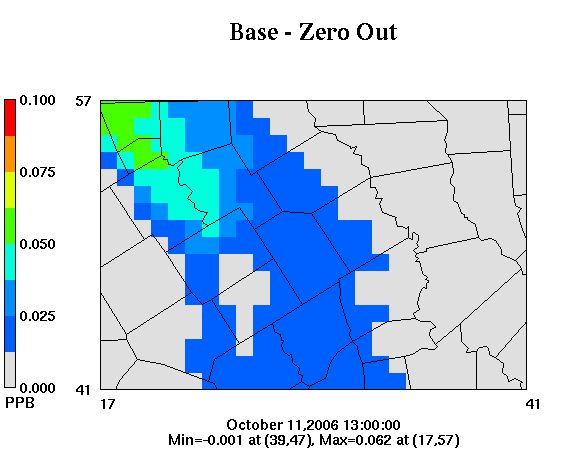 Base - Zero Out
0.100
0.075
0.050
0.025
0.000
PPB
57
41
17
41
October 11,2006 13:00:00
Min=-0.001 at (39,47), Max=0.062 at (17,57)